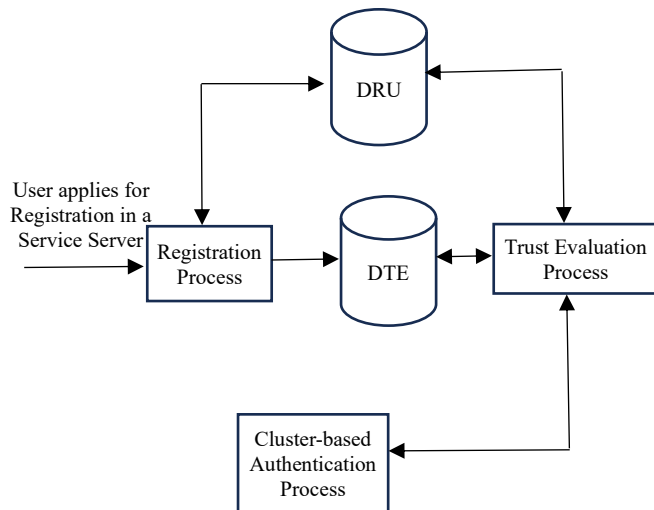 DRU
User applies for
Registration in a
Service Server
Registration
Process
DTE
Trust Evaluation
Process
Cluster-based
Authentication
Process